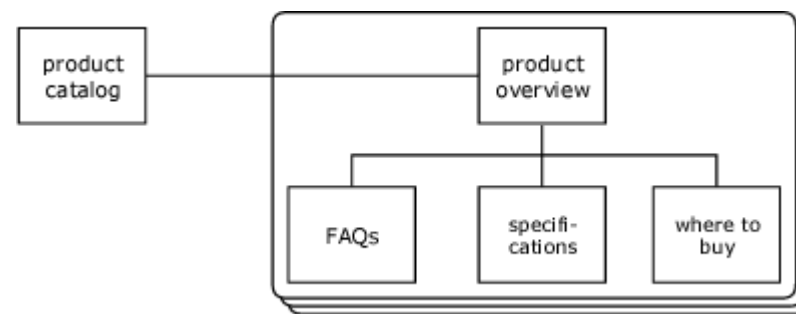 product
catalog
product
overview
FAQs
specifi-
cations
where to
buy